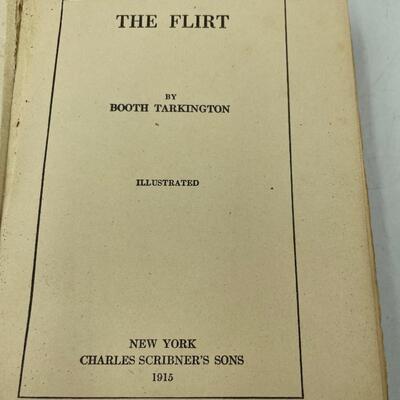 THE FLIRT
BY
BOOTH TARKINGTON
ILLUSTRATED
NEW YORK
CHARLES SCRIBNER'S SONS
1915